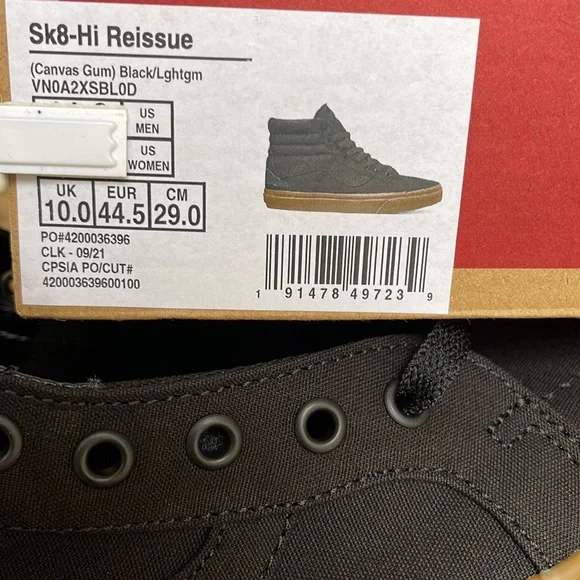 Sk8-Hi Reissue
(Canvas Gum) Black/Lghtgm
VN0A2XSBL0D
US
MEN
US
WOMEN
UK EUR CM
10.0 44.5 29.0
PO#4200036396
CLK - 09/21
CPSIA PO/CUT#
420003639600100
1 91478 49723 9